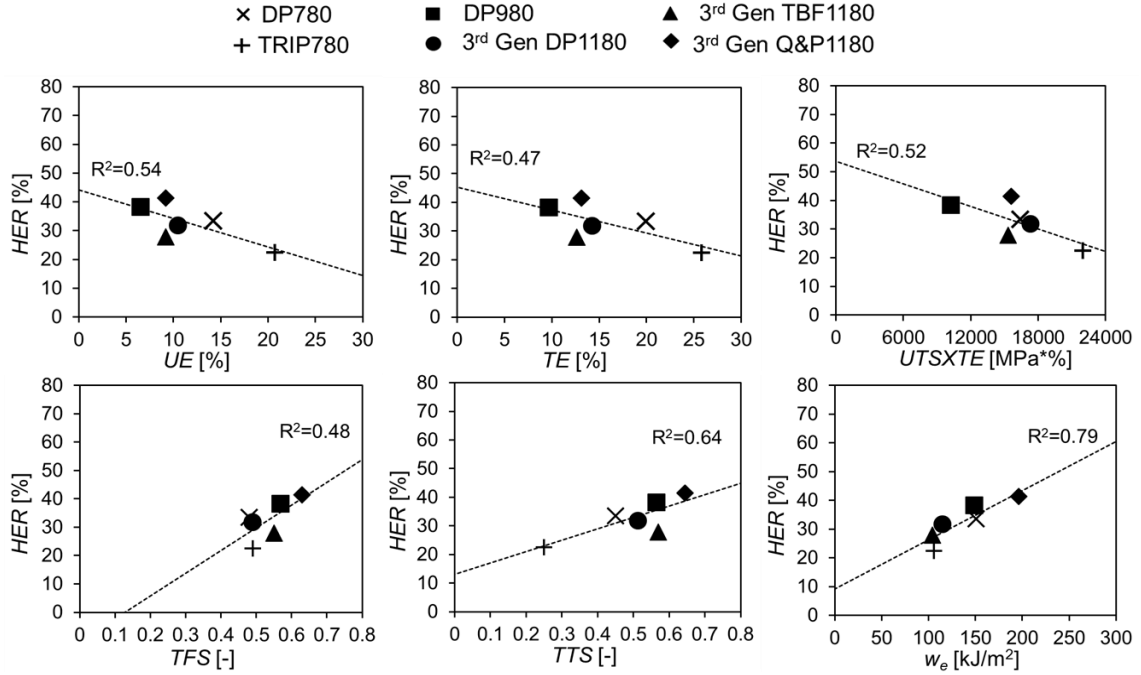 DP780
DP980
3rd Gen TBF1180
TRIP780
3rd Gen DP1180
3rd Gen Q&P1180
80
70
60
50
40
30
20
10
0
HER [%]
R²=0.54
0 5 10 15 20 25 30
UE [%]
80
70
60
50
40
30
20
10
0
HER [%]
R²=0.47
0 5 10 15 20 25 30
TE [%]
80
70
60
50
40
30
20
10
0
HER [%]
R²=0.52
0 6000 12000 18000 24000
UTSXTE [MPa*%]
80
70
60
50
40
30
20
10
0
HER [%]
R²=0.48
0 0.1 0.2 0.3 0.4 0.5 0.6 0.7 0.8
TFS [-]
80
70
60
50
40
30
20
10
0
HER [%]
R²=0.64
0 0.1 0.2 0.3 0.4 0.5 0.6 0.7 0.8
TTS [-]
80
70
60
50
40
30
20
10
0
HER [%]
R²=0.79
0 50 100 150 200 250 300
we [kJ/m²]